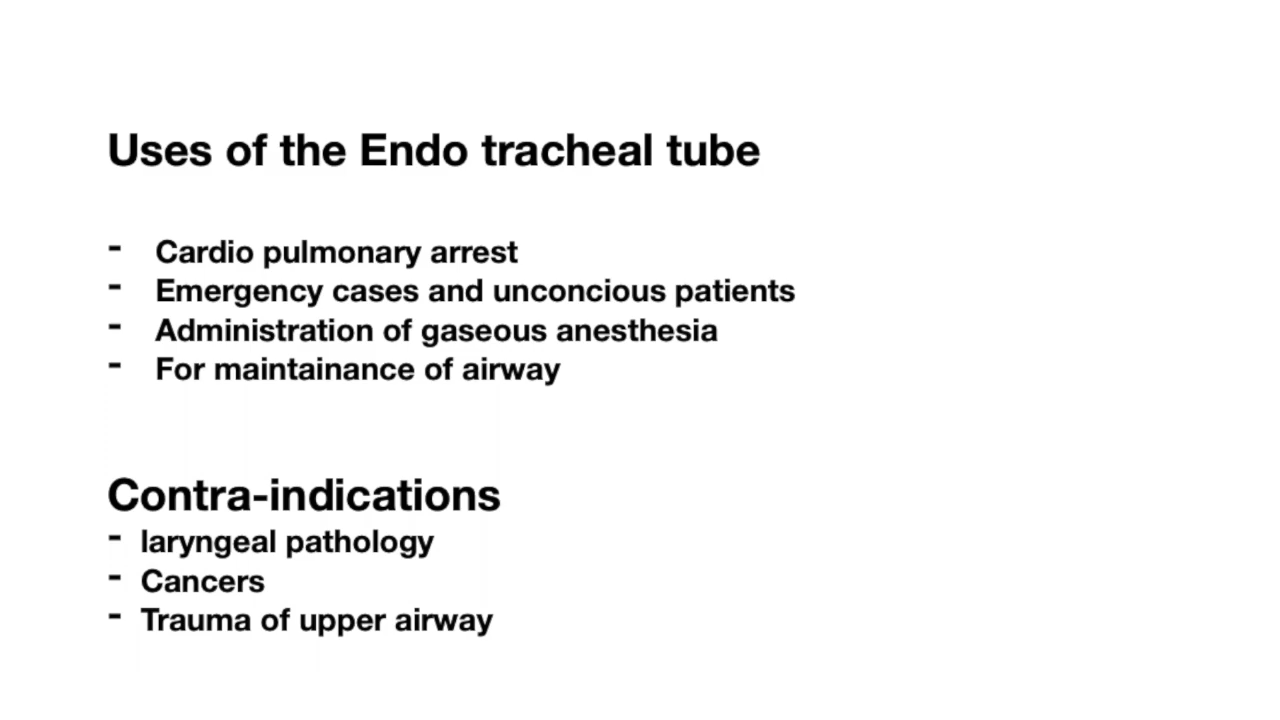 Uses of the Endo tracheal tube
- Cardio pulmonary arrest
- Emergency cases and unconcious patients
- Administration of gaseous anesthesia
- For maintainance of airway
Contra-indications
- laryngeal pathology
- Cancers
- Trauma of upper airway